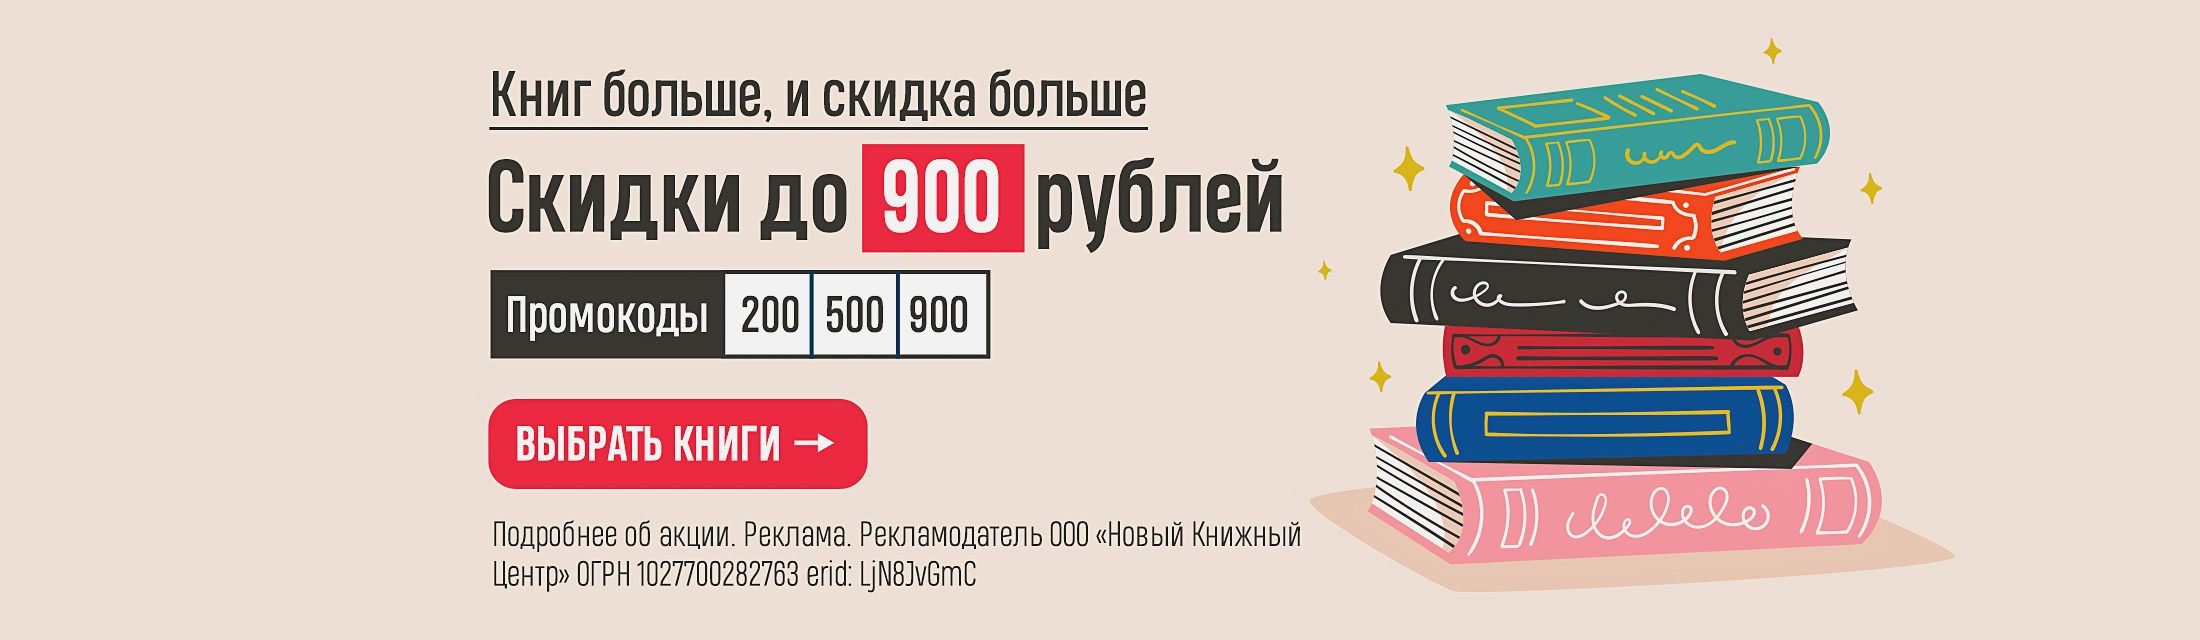 Книг больше, и скидка больше
Скидки до 900 рублей
Промокоды 200 500 900
ВЫБРАТЬ КНИГИ →
Подробнее об акции. Реклама. Рекламодатель ООО «Новый Книжный
Центр» ОГРН 1027700282763 erid: LjN8JvGmC